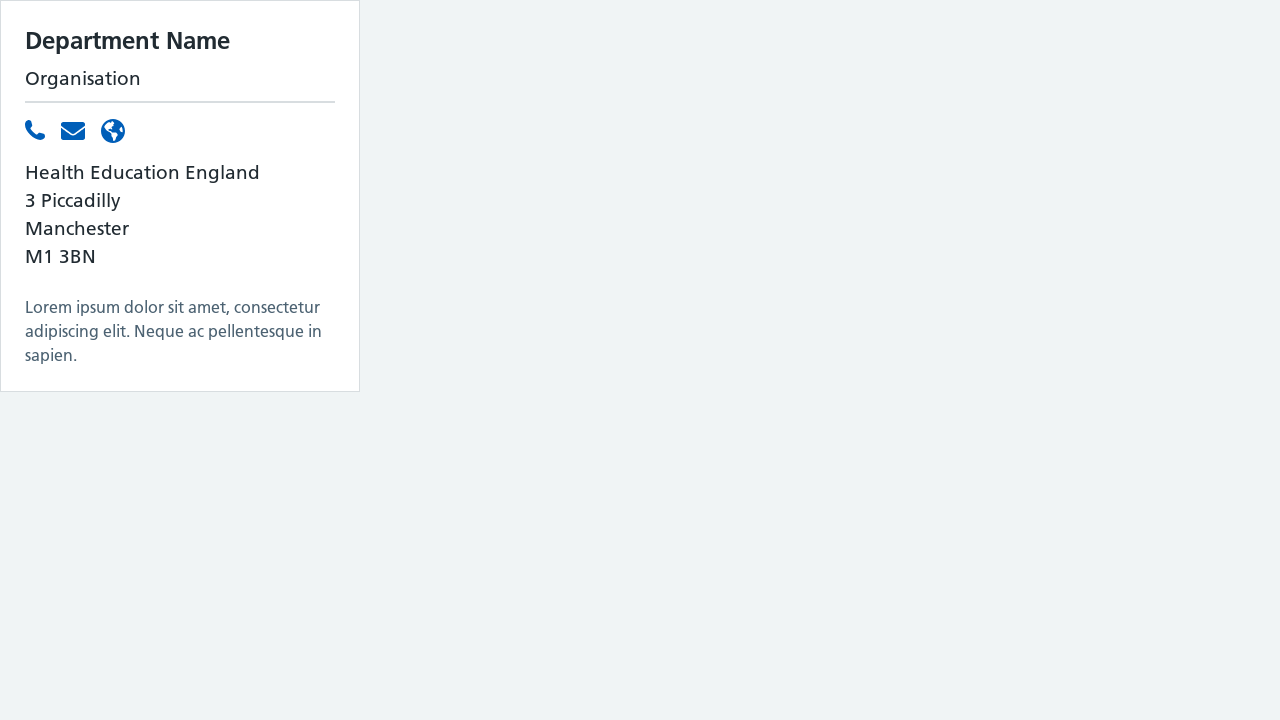 Department Name
Organisation
Health Education England
3 Piccadilly
Manchester
M1 3BN
Lorem ipsum dolor sit amet, consectetur
adipiscing elit. Neque ac pellentesque in
sapien.